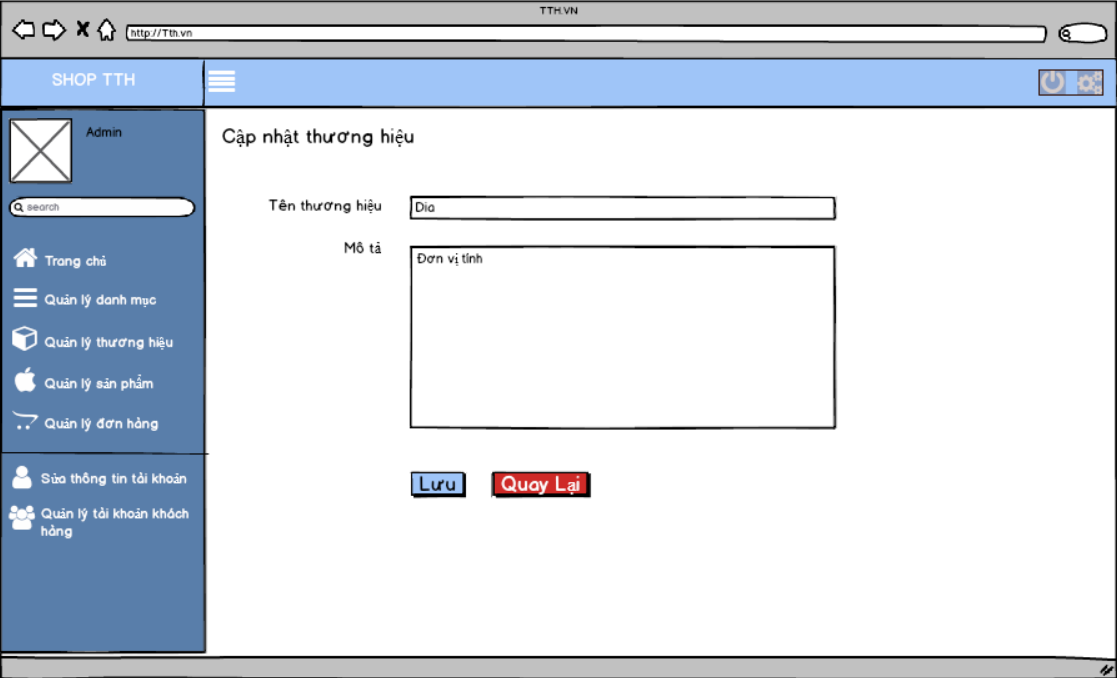 TTH.VN
http://Tth.vn
SHOP TTH
Admin
search
Trang chủ
Quản lý danh mục
Quản lý thương hiệu
Quản lý sản phẩm
Quản lý đơn hàng
Sửa thông tin tài khoản
Quản lý tài khoản khách
hàng
Cập nhật thương hiệu
Tên thương hiệu
Dia
Mô tả
Đơn vị tính
Lưu
Quay Lại